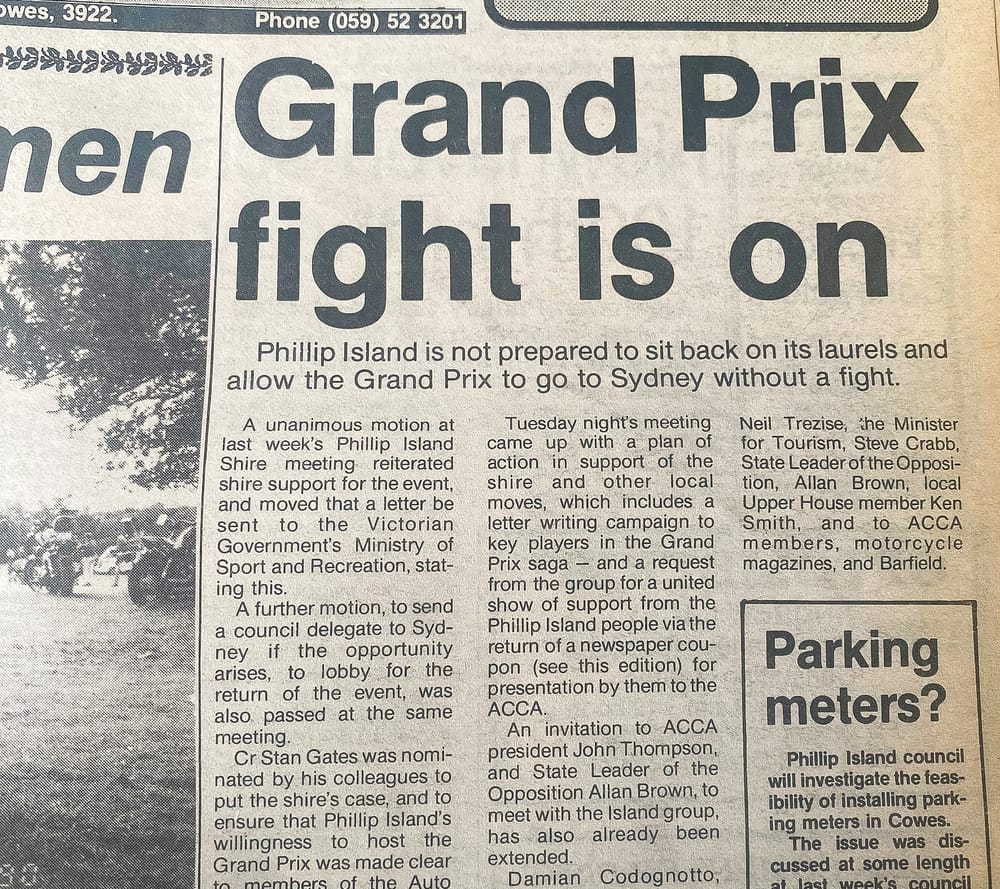 owes, 3922.
Phone (059) 52 3201
men
Grand Prix
fight is on
Phillip Island is not prepared to sit back on its laurels and
allow the Grand Prix to go to Sydney without a fight.
A unanimous motion at
last week's Phillip Island
Shire meeting reiterated
shire support for the event,
and moved that a letter be
sent to the Victorian
Government's Ministry of
Sport and Recreation, stat-
ing this.
A further motion, to send
a council delegate to Syd-
ney if the opportunity
arises, to lobby for the
return of the event, was
also passed at the same
meeting.
Cr Stan Gates was nomi-
nated by his colleagues to
put the shire's case, and to
ensure that Phillip Island's
willingness to host the
Grand Prix was made clear
to members of the Auto
Tuesday night's meeting
came up with a plan of
action in support of the
shire and other local
moves, which includes a
letter writing campaign to
key players in the Grand
Prix saga — and a request
from the group for a united
show of support from the
Phillip Island people via the
return of a newspaper cou-
pon (see this edition) for
presentation by them to the
ACCA.
An invitation to ACCA
president John Thompson,
and State Leader of the
Opposition Allan Brown, to
meet with the Island group,
has also already been
extended.
Damian Codognotto,
Neil Trezise, the Minister
for Tourism, Steve Crabb,
State Leader of the Opposi-
tion, Allan Brown, local
Upper House member Ken
Smith, and to ACCA
members, motorcycle
magazines, and Barfield.
Parking
meters?
Phillip Island council
will investigate the feas-
ibility of installing park-
ing meters in Cowes.
The issue was dis-
cussed at some length
at last week's council
90